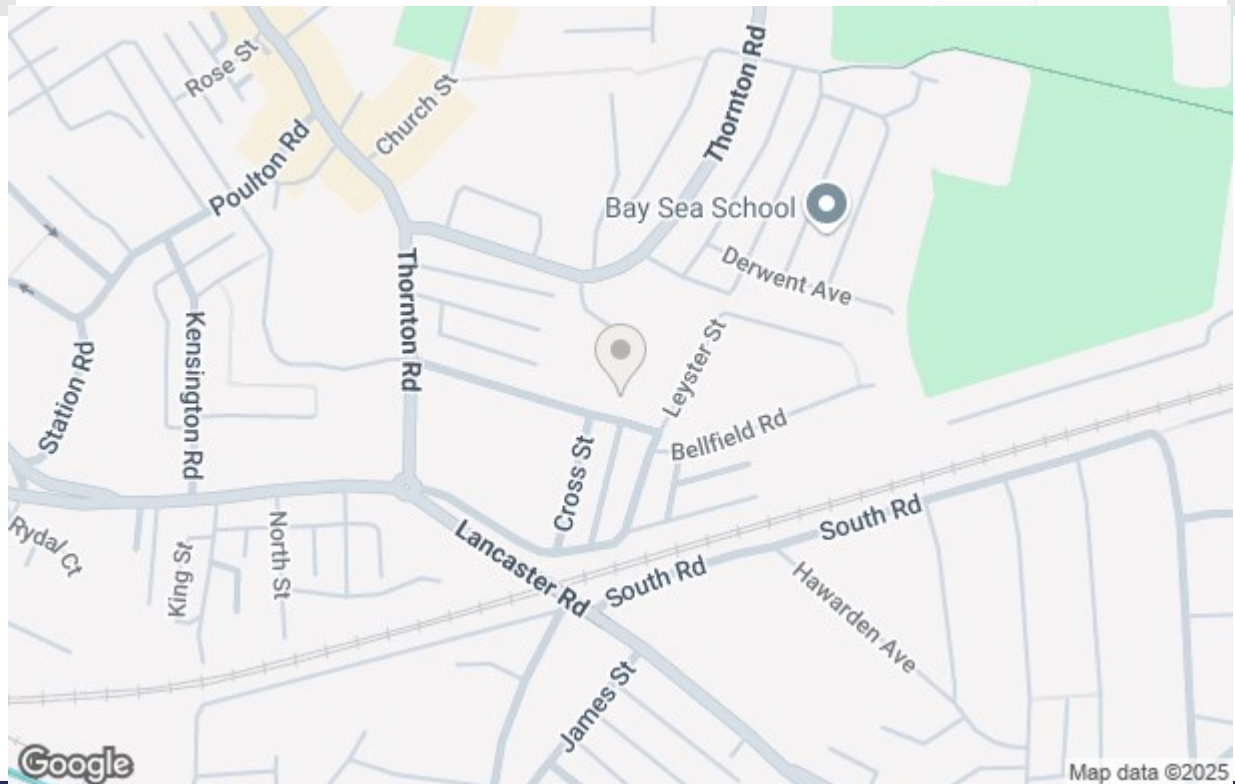 Rose St
Church St
Poulton Rd
Thornton Rd
Bay Sea School
Derwent Ave
Thornton Rd
Kensington Rd
Station Rd
Leyster St
Bellfield Rd
Cross St
South Rd
Rydal Ct
King St
North St
Lancaster Rd
South Rd
Hawarden Ave
James St
Google
Map data ©2025